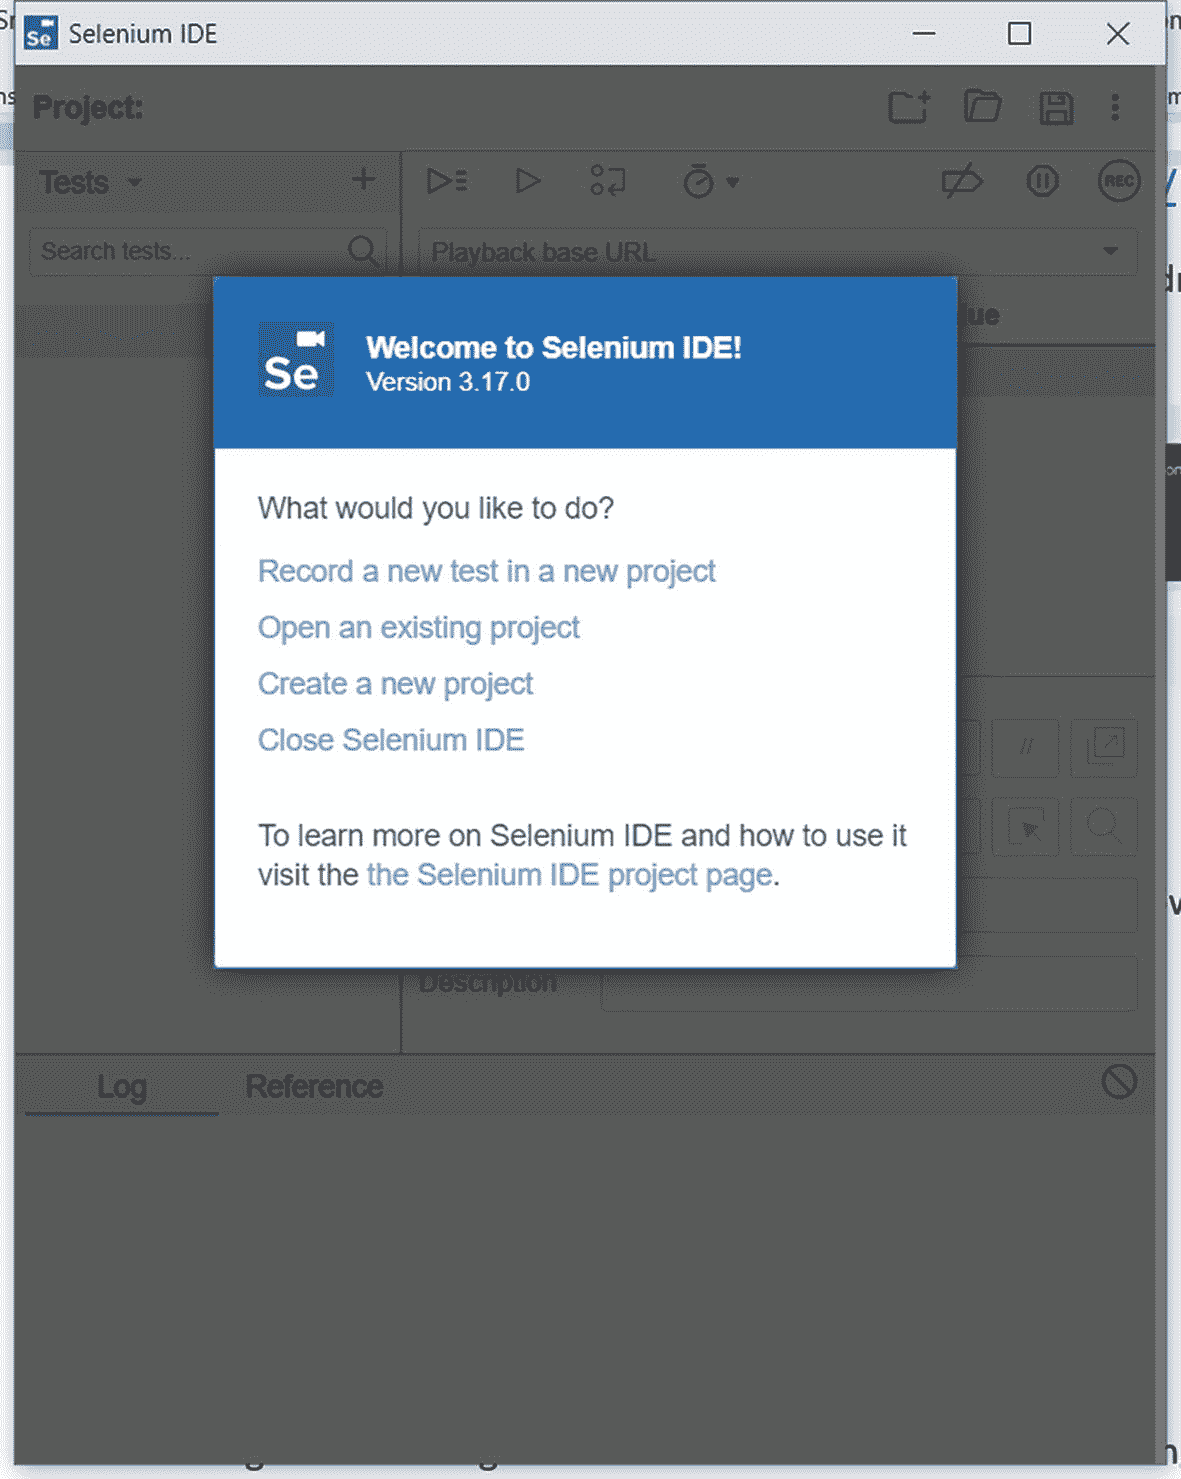 Se Selenium IDE
Project:
Tests
REC
Search tests...
Playback base URL
Se
Welcome to Selenium IDE!
Version 3.17.0
What would you like to do?
Record a new test in a new project
Open an existing project
Create a new project
Close Selenium IDE
//
To learn more on Selenium IDE and how to use it
visit the the Selenium IDE project page.
Description
Log
Reference